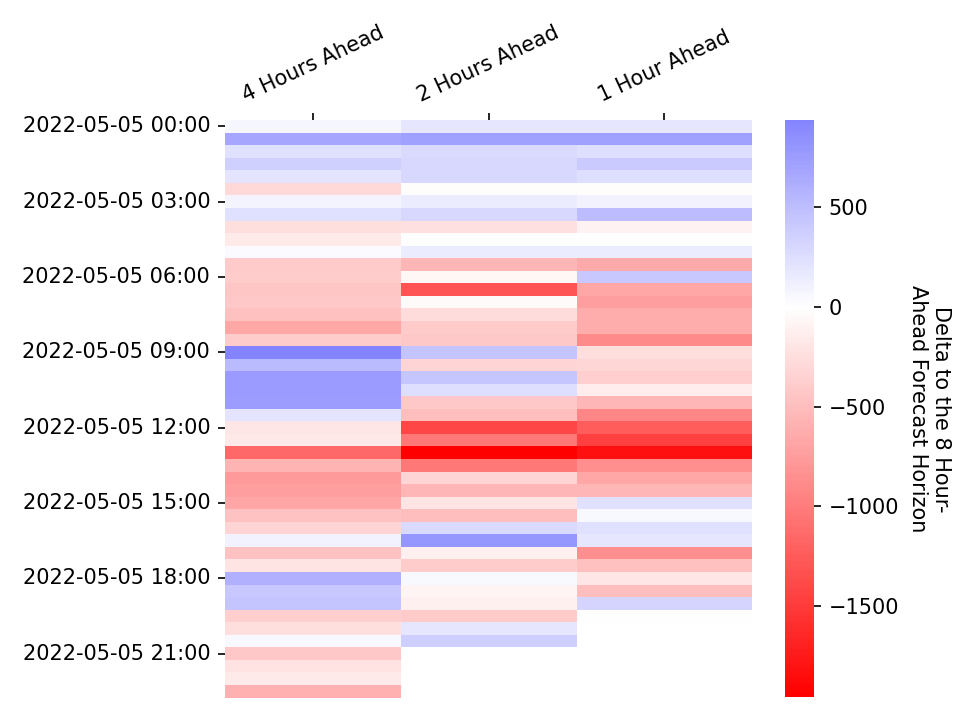 4 Hours Ahead
2 Hours Ahead
1 Hour Ahead
2022-05-05 00:00
2022-05-05 03:00
2022-05-05 06:00
2022-05-05 09:00
2022-05-05 12:00
2022-05-05 15:00
2022-05-05 18:00
2022-05-05 21:00
500
0
−500
−1000
−1500
Delta to the 8 Hour-
Ahead Forecast Horizon